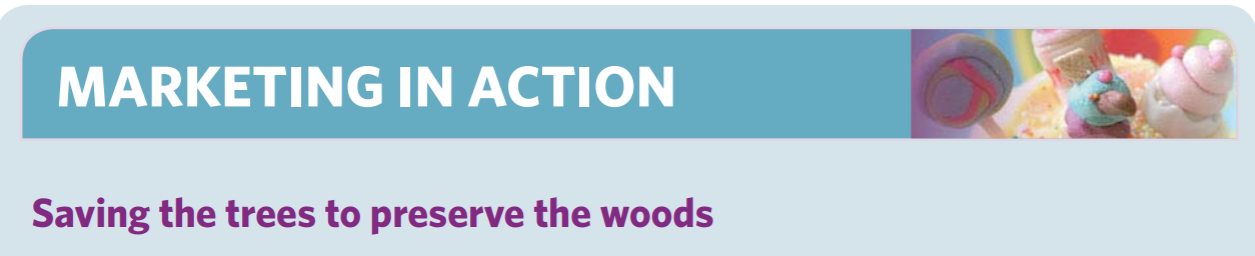 MARKETING IN ACTION
Saving the trees to preserve the woods